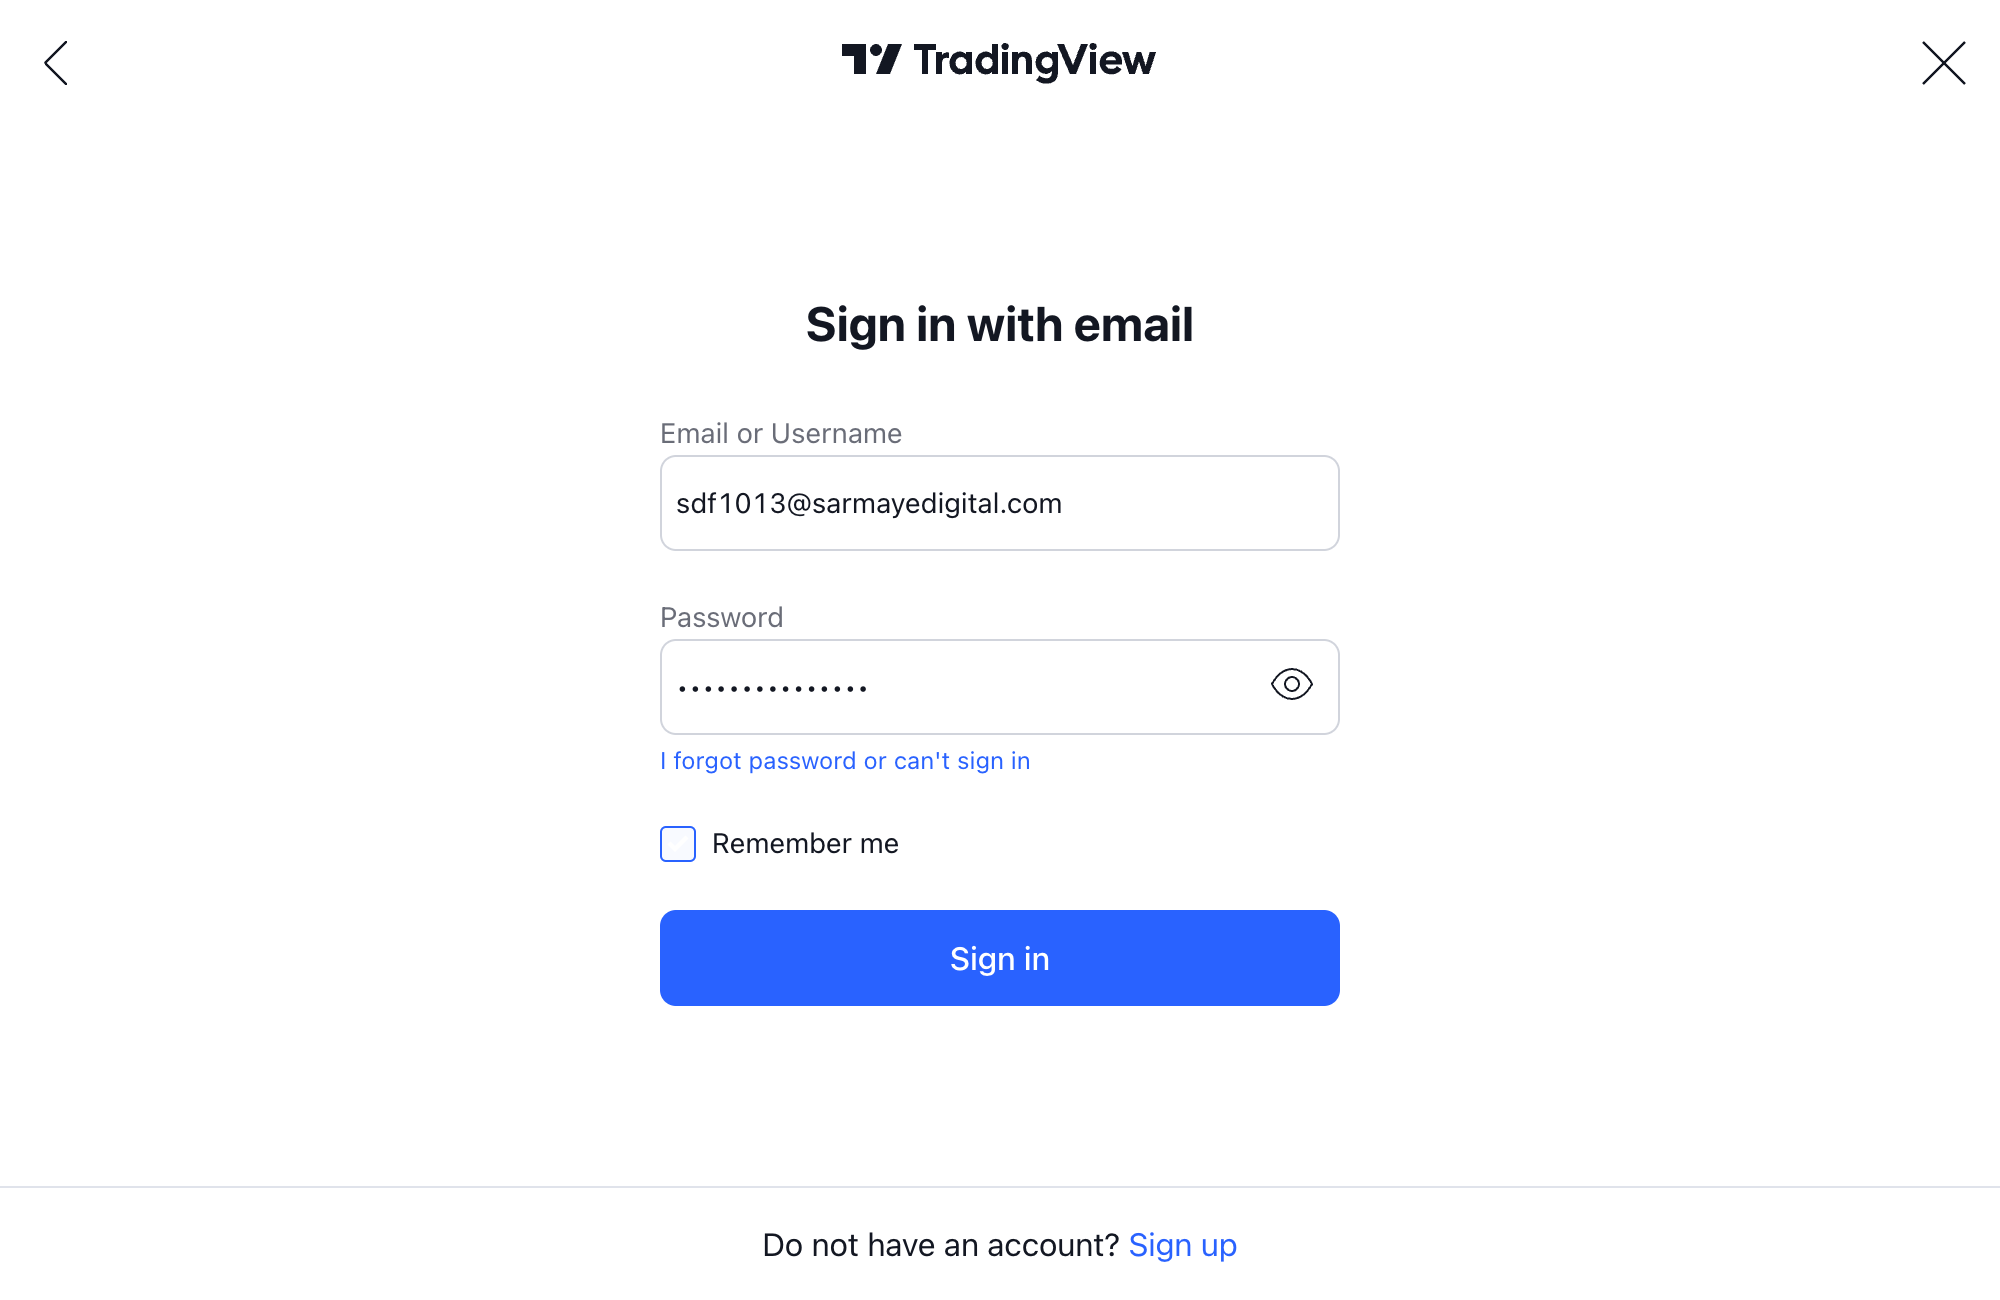 TradingView
Sign in with email
Email or Username
sdf1013@sarmayedigital.com
Password
•••••••••••••••
I forgot password or can't sign in
Remember me
Sign in
Do not have an account? Sign up